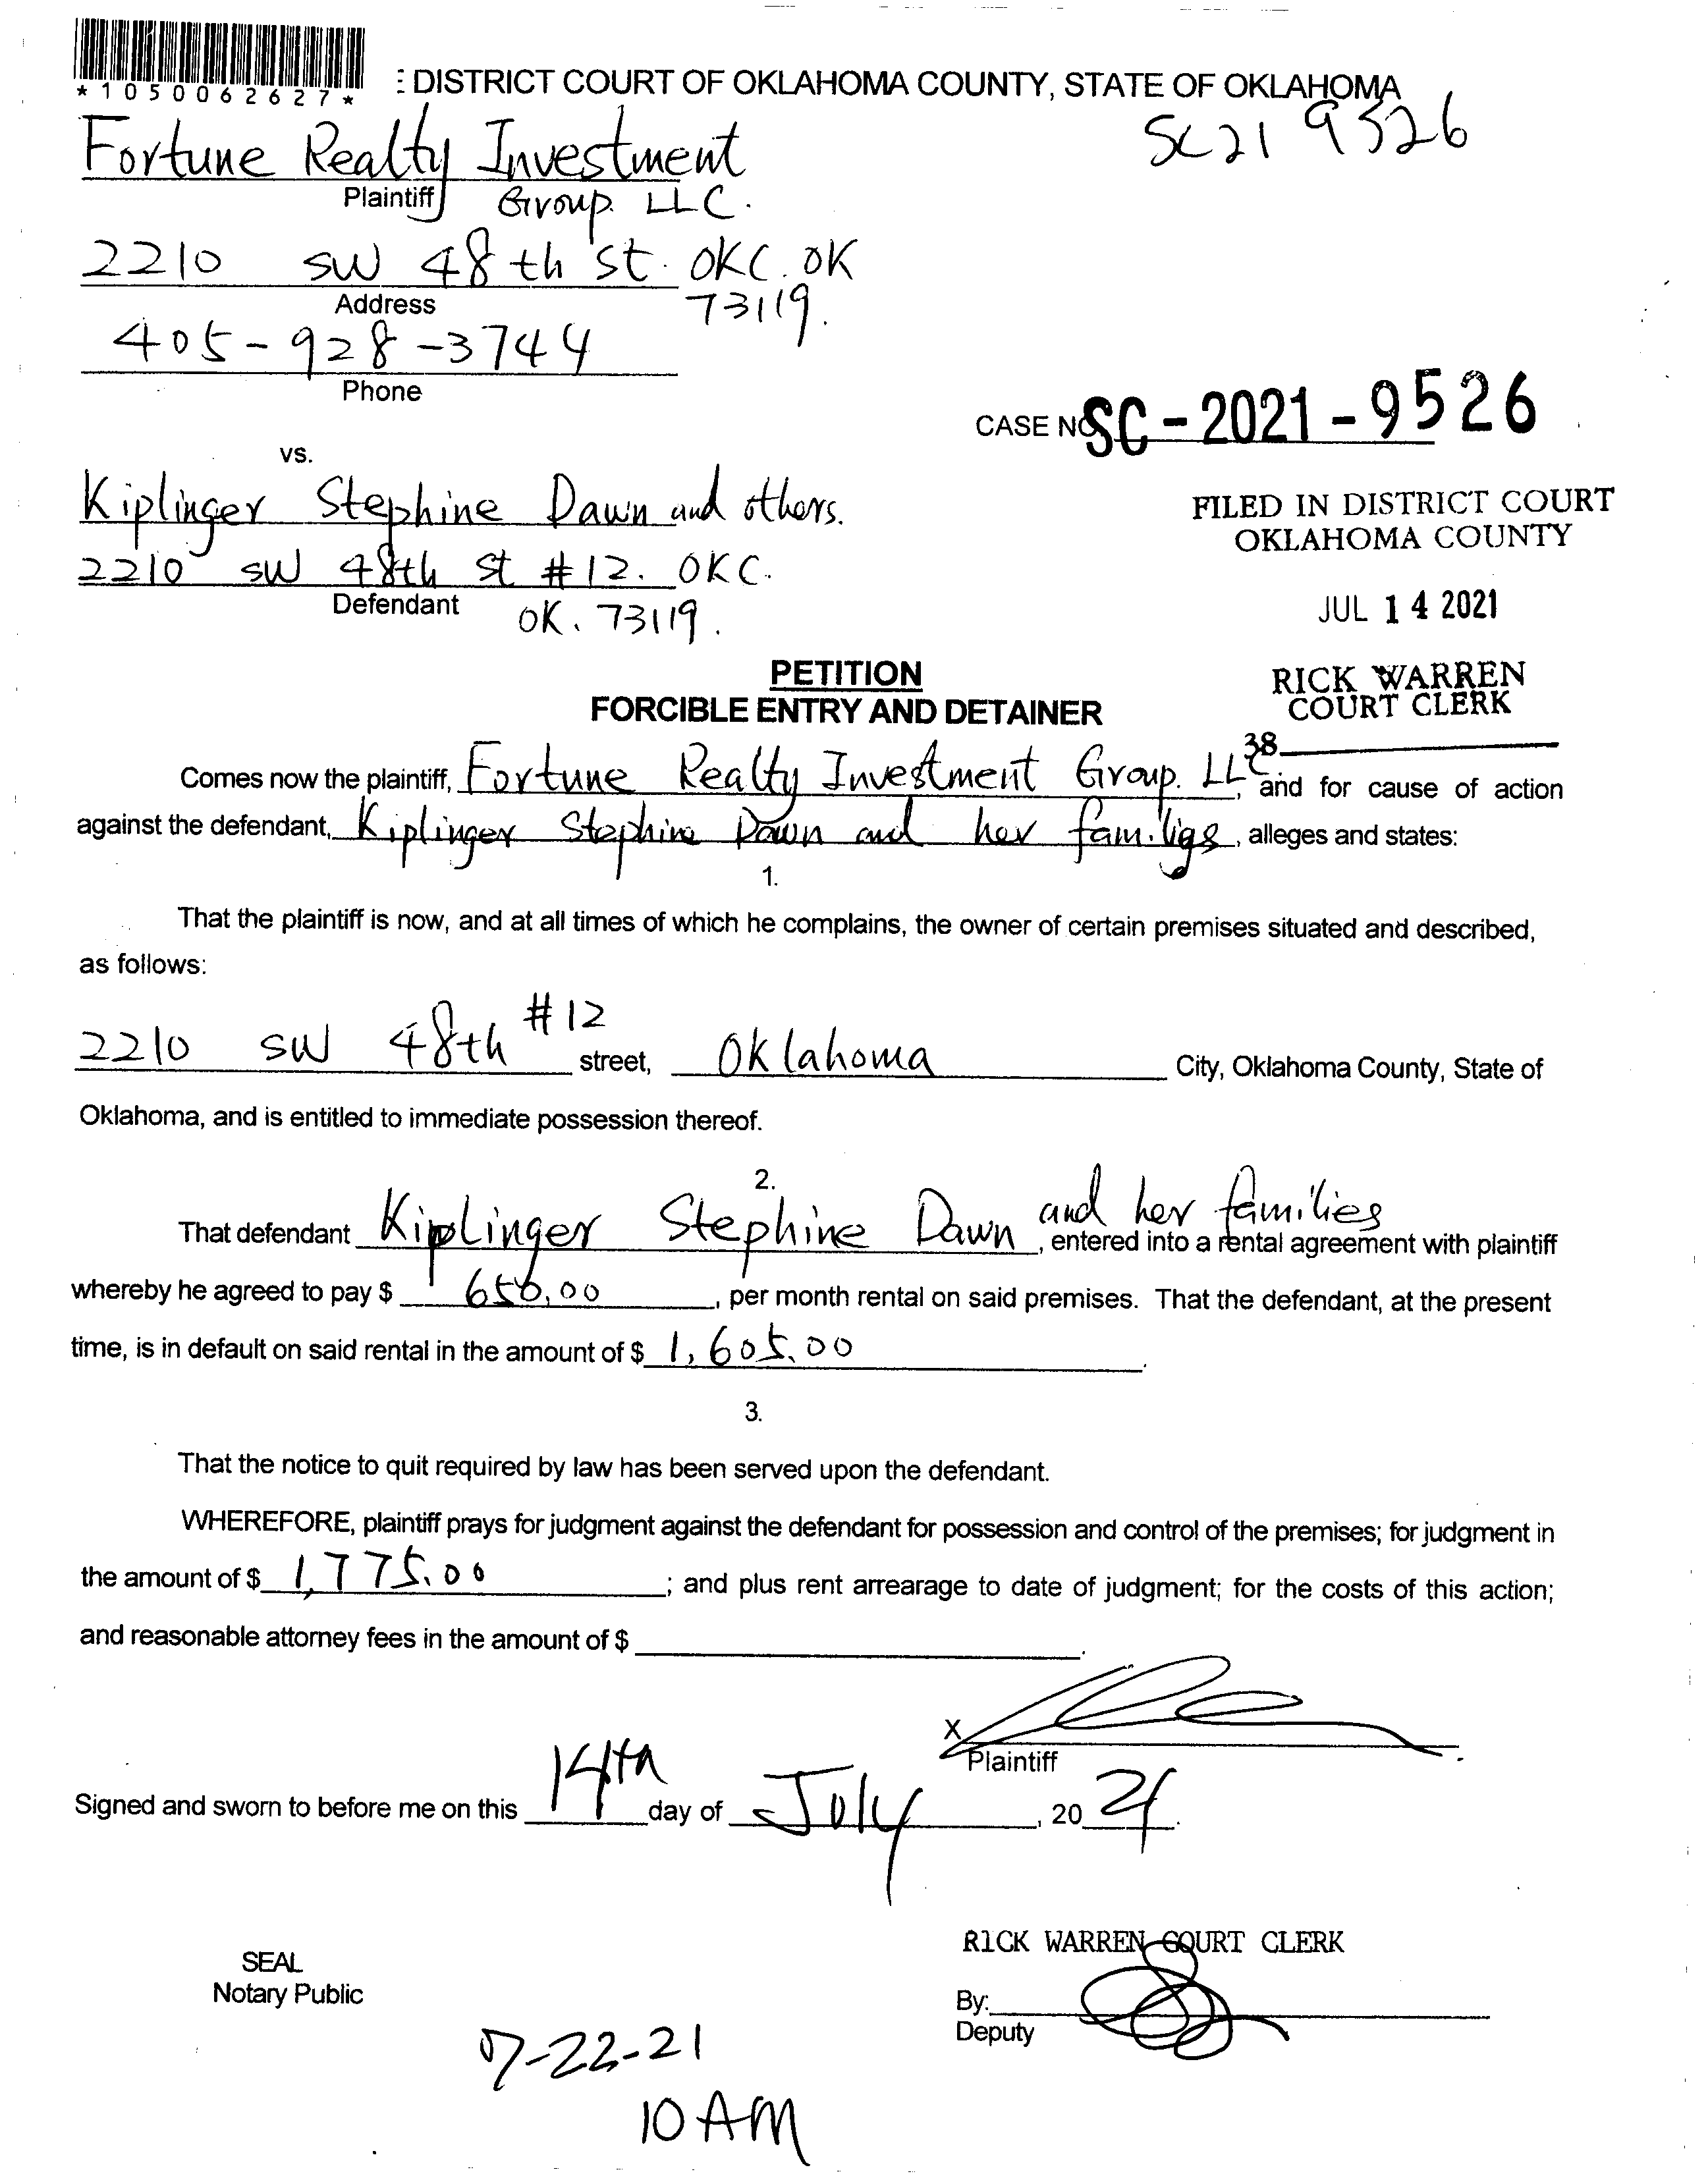 *1050062627*
: DISTRICT COURT OF OKLAHOMA COUNTY, STATE OF OKLAHOMA
SC21 9526
Fortune Realty Investment
Plaintiff Group. LLC.
2210 SW 48th St. OKC. OK
Address 73119.
405-928-3744
Phone
CASE NO SC-2021-9526
vs.
Kiplinger Stephine Dawn and others.
2210 SW 48th St #12. OKC.
Defendant OK. 73119.
FILED IN DISTRICT COURT
OKLAHOMA COUNTY
JUL 14 2021
RICK WARREN
COURT CLERK
38
PETITION
FORCIBLE ENTRY AND DETAINER
Comes now the plaintiff, Fortune Realty Investment Group. LLC, and for cause of action
against the defendant, Kiplinger Stephine Dawn and her families, alleges and states:
1.
That the plaintiff is now, and at all times of which he complains, the owner of certain premises situated and described,
as follows:
2210 SW 48th #12 street, Oklahoma City, Oklahoma County, State of
Oklahoma, and is entitled to immediate possession thereof.
2.
That defendant Kiplinger Stephine Dawn and her families, entered into a rental agreement with plaintiff
whereby he agreed to pay $ 650.00, per month rental on said premises. That the defendant, at the present
time, is in default on said rental in the amount of $ 1,605.00.
3.
That the notice to quit required by law has been served upon the defendant.
WHEREFORE, plaintiff prays for judgment against the defendant for possession and control of the premises; for judgment in
the amount of $ 1,775.00; and plus rent arrearage to date of judgment; for the costs of this action;
and reasonable attorney fees in the amount of $ .
X
Plaintiff
Signed and sworn to before me on this 14th day of July, 2021.
RICK WARREN COURT CLERK
SEAL
Notary Public
By:
Deputy
7-22-21
10 AM